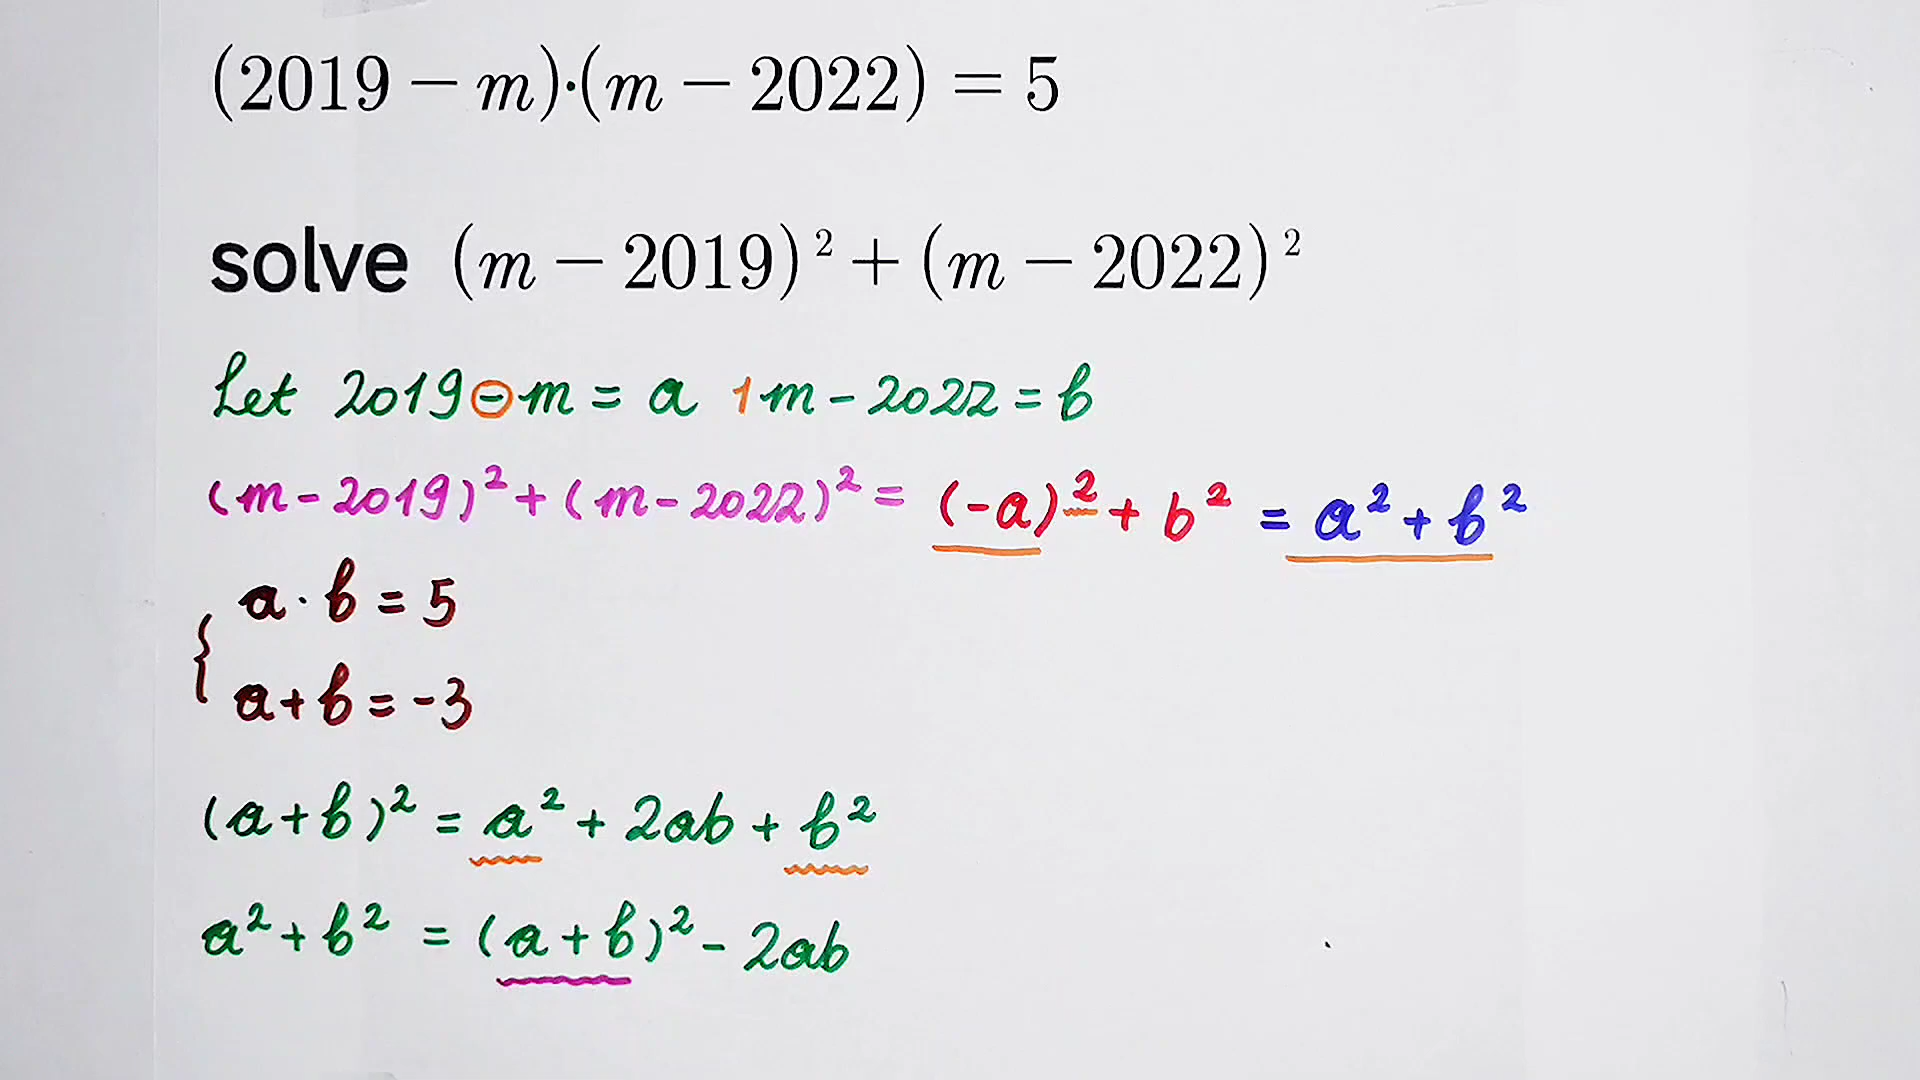 (2019 − m)·(m − 2022) = 5
solve (m − 2019)² + (m − 2022)²
Let 2019 − m = a 1m − 2022 = b
(m − 2019)² + (m − 2022)² = (-a)² + b² = a² + b²
a · b = 5
a + b = -3
(a + b)² = a² + 2ab + b²
a² + b² = (a + b)² - 2ab